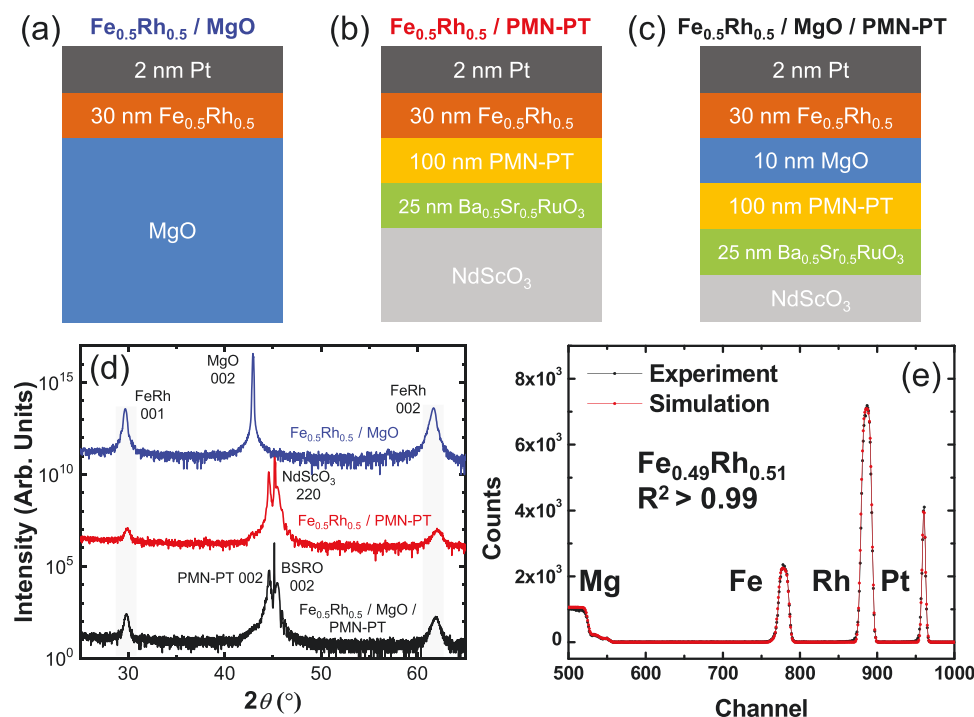 (a)
Fe0.5Rh0.5 / MgO
2 nm Pt
30 nm Fe0.5Rh0.5
MgO
(b)
Fe0.5Rh0.5 / PMN-PT
2 nm Pt
30 nm Fe0.5Rh0.5
100 nm PMN-PT
25 nm Ba0.5Sr0.5RuO3
NdScO3
(c)
Fe0.5Rh0.5 / MgO / PMN-PT
2 nm Pt
30 nm Fe0.5Rh0.5
10 nm MgO
100 nm PMN-PT
25 nm Ba0.5Sr0.5RuO3
NdScO3
(d)
Intensity (Arb. Units)
10^15
10^10
10^5
10^0
MgO
002
FeRh
001
FeRh
002
Fe0.5Rh0.5 / MgO
NdScO3
220
Fe0.5Rh0.5 / PMN-PT
PMN-PT 002
BSRO
002
Fe0.5Rh0.5 / MgO /
PMN-PT
30 40 50 60
2θ (°)
(e)
Counts
8x10^3
6x10^3
4x10^3
2x10^3
0
Experiment
Simulation
Fe0.49Rh0.51
R² > 0.99
Mg Fe Rh Pt
500 600 700 800 900 1000
Channel